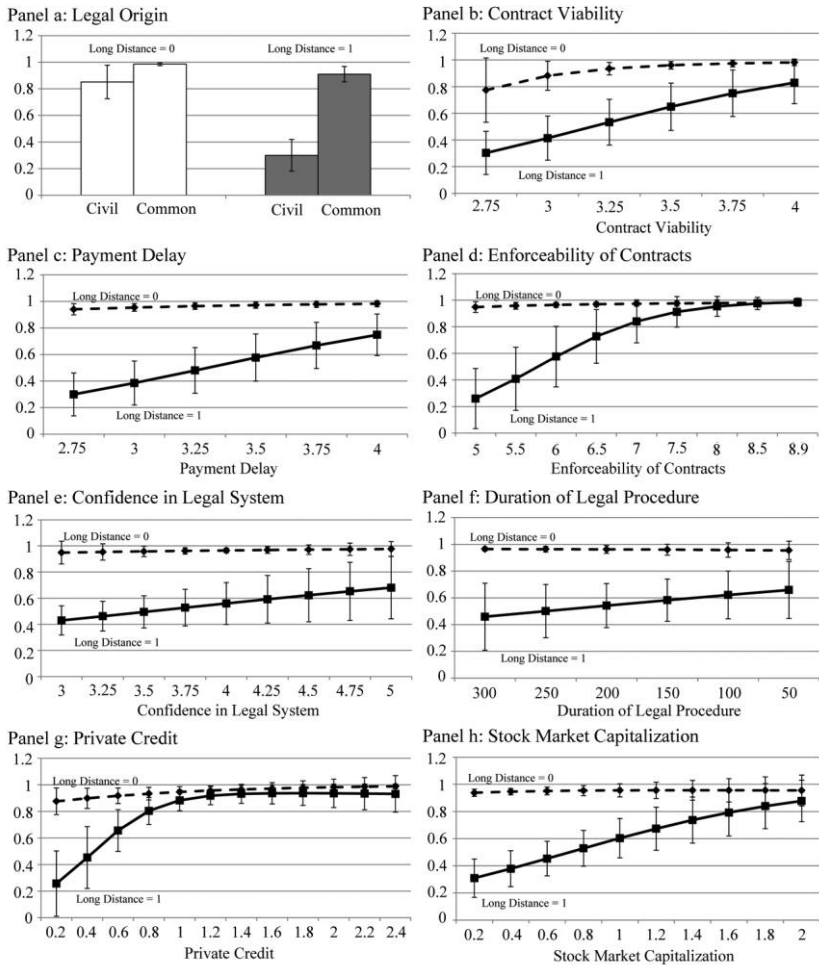 Panel a: Legal Origin
1.2
1
0.8
0.6
0.4
0.2
0
Long Distance = 0
Long Distance = 1
Civil Common
Civil Common
Panel b: Contract Viability
1.2
1
0.8
0.6
0.4
0.2
0
Long Distance = 0
Long Distance = 1
2.75 3 3.25 3.5 3.75 4
Contract Viability
Panel c: Payment Delay
1.2
1
0.8
0.6
0.4
0.2
0
Long Distance = 0
Long Distance = 1
2.75 3 3.25 3.5 3.75 4
Payment Delay
Panel d: Enforceability of Contracts
1.2
1
0.8
0.6
0.4
0.2
0
Long Distance = 0
Long Distance = 1
5 5.5 6 6.5 7 7.5 8 8.5 8.9
Enforceability of Contracts
Panel e: Confidence in Legal System
1.2
1
0.8
0.6
0.4
0.2
0
Long Distance = 0
Long Distance = 1
3 3.25 3.5 3.75 4 4.25 4.5 4.75 5
Confidence in Legal System
Panel f: Duration of Legal Procedure
1.2
1
0.8
0.6
0.4
0.2
0
Long Distance = 0
Long Distance = 1
300 250 200 150 100 50
Duration of Legal Procedure
Panel g: Private Credit
1.2
1
0.8
0.6
0.4
0.2
0
Long Distance = 0
Long Distance = 1
0.2 0.4 0.6 0.8 1 1.2 1.4 1.6 1.8 2 2.2 2.4
Private Credit
Panel h: Stock Market Capitalization
1.2
1
0.8
0.6
0.4
0.2
0
Long Distance = 0
Long Distance = 1
0.2 0.4 0.6 0.8 1 1.2 1.4 1.6 1.8 2
Stock Market Capitalization